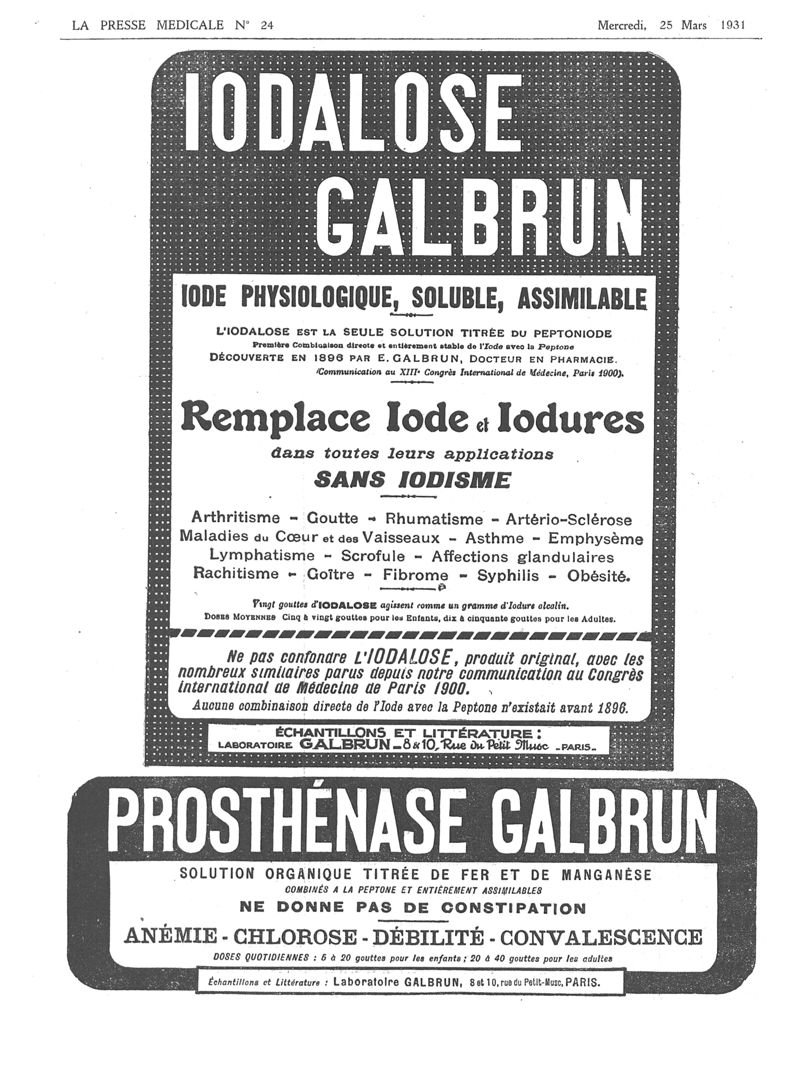 LA PRESSE MEDICALE N° 24
Mercredi, 25 Mars 1931
IODALOSE
GALBRUN
IODE PHYSIOLOGIQUE, SOLUBLE, ASSIMILABLE
L'IODALOSE EST LA SEULE SOLUTION TITRÉE DU PEPTONIODE
Première Combinaison directe et entièrement stable de l'Iode avec la Peptone
DÉCOUVERTE EN 1896 PAR E. GALBRUN, DOCTEUR EN PHARMACIE.
(Communication au XIIIe Congrès International de Médecine, Paris 1900).
Remplace Iode et Iodures
dans toutes leurs applications
SANS IODISME
Arthritisme - Goutte - Rhumatisme - Artério-Sclérose
Maladies du Cœur et des Vaisseaux - Asthme - Emphysème
Lymphatisme - Scrofule - Affections glandulaires
Rachitisme - Goître - Fibrome - Syphilis - Obésité.
Vingt gouttes d'IODALOSE agissent comme un gramme d'Iodure alcalin.
DOSES MOYENNES Cinq à vingt gouttes pour les Enfants, dix à cinquante gouttes pour les Adultes.
Ne pas confondre L'IODALOSE, produit original, avec les
nombreux similaires parus depuis notre communication au Congrès
international de Médecine de Paris 1900.
Aucune combinaison directe de l'Iode avec la Peptone n'existait avant 1896.
ÉCHANTILLONS ET LITTÉRATURE :
LABORATOIRE GALBRUN - 8 & 10, Rue du Petit Musc - PARIS -
PROSTHÉNASE GALBRUN
SOLUTION ORGANIQUE TITRÉE DE FER ET DE MANGANÈSE
COMBINÉS A LA PEPTONE ET ENTIÈREMENT ASSIMILABLES
NE DONNE PAS DE CONSTIPATION
ANÉMIE - CHLOROSE - DÉBILITÉ - CONVALESCENCE
DOSES QUOTIDIENNES : 5 à 20 gouttes pour les enfants ; 20 à 40 gouttes pour les adultes
Échantillons et Littérature : Laboratoire GALBRUN, 8 et 10, rue du Petit-Musc, PARIS.